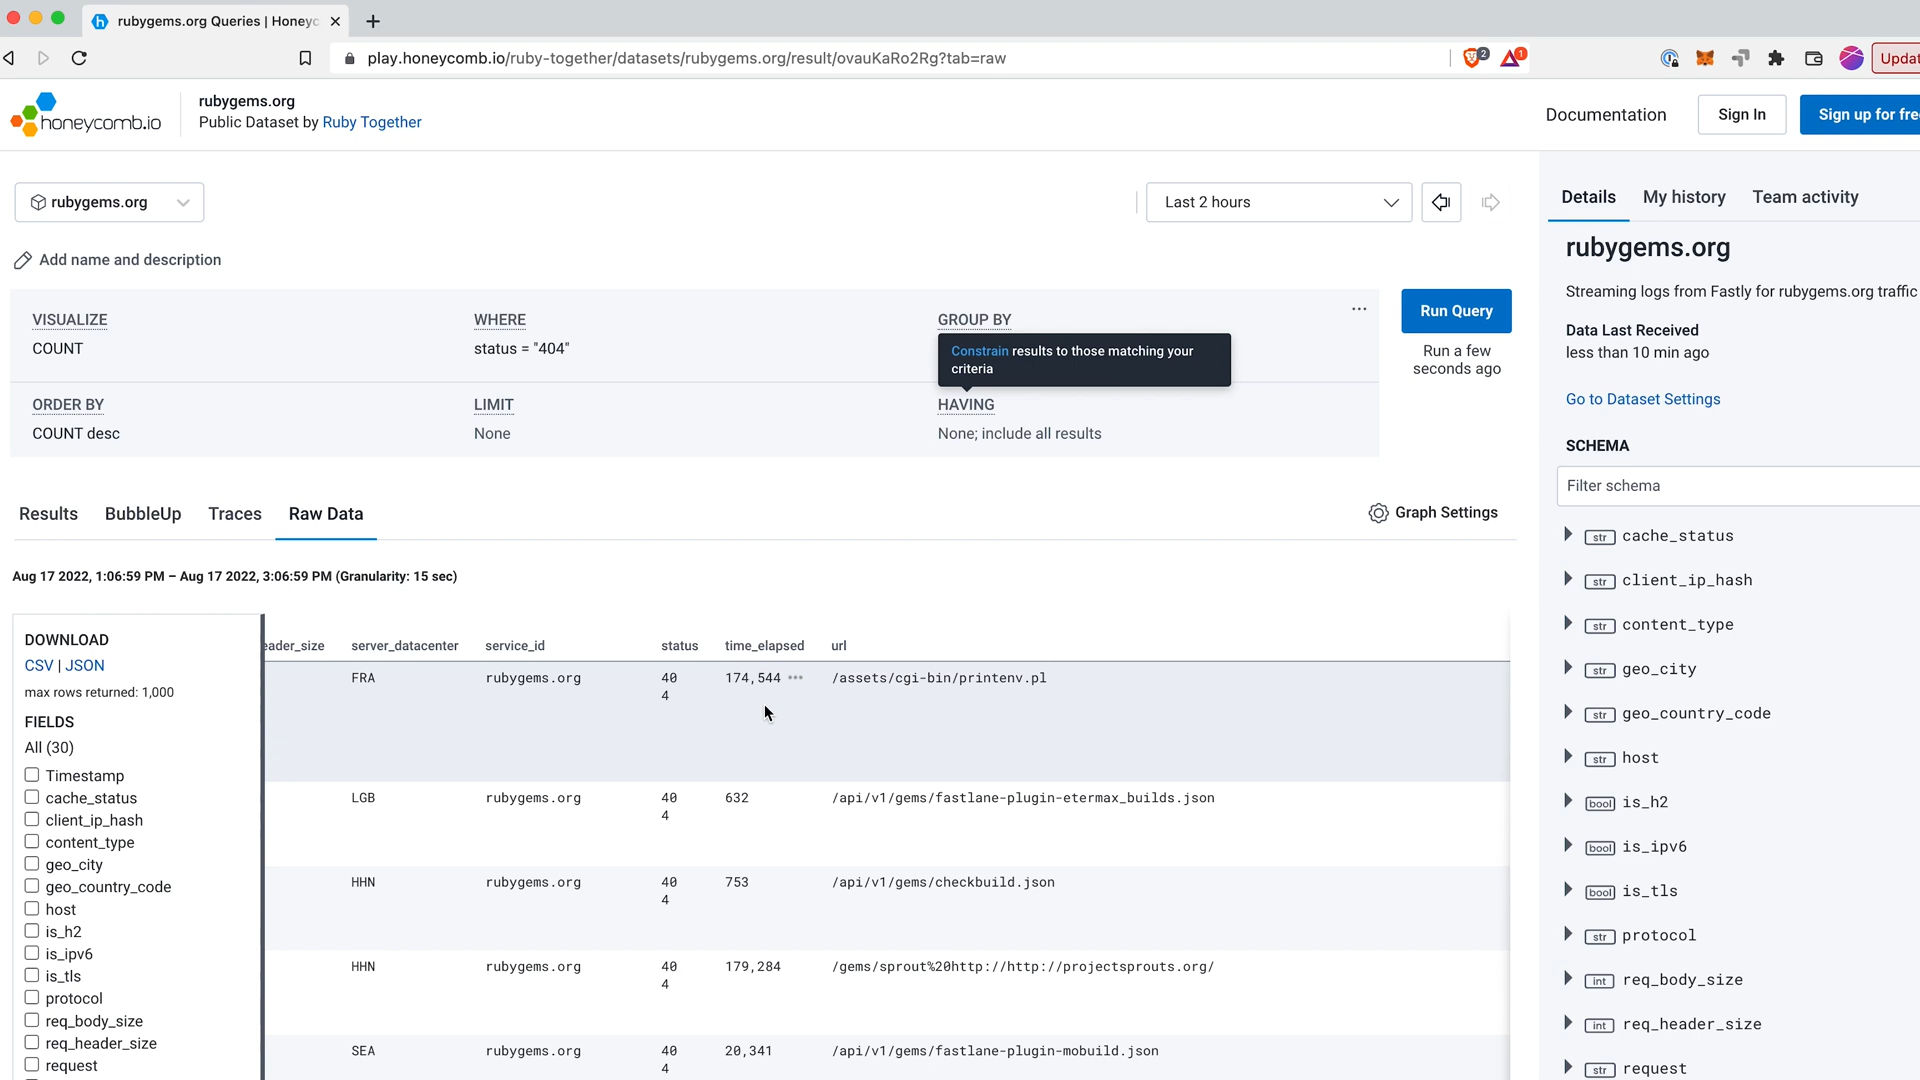 rubygems.org Queries | Honeyc
play.honeycomb.io/ruby-together/datasets/rubygems.org/result/ovauKaRo2Rg?tab=raw
2
1
Updat
honeycomb.io
rubygems.org
Public Dataset by Ruby Together
Documentation
Sign In
Sign up for fre
rubygems.org
Last 2 hours
Add name and description
VISUALIZE
COUNT
WHERE
status = "404"
GROUP BY
Constrain results to those matching your
criteria
Run Query
Run a few
seconds ago
ORDER BY
COUNT desc
LIMIT
None
HAVING
None; include all results
Results
BubbleUp
Traces
Raw Data
Graph Settings
Aug 17 2022, 1:06:59 PM – Aug 17 2022, 3:06:59 PM (Granularity: 15 sec)
DOWNLOAD
CSV | JSON
max rows returned: 1,000
FIELDS
All (30)
Timestamp
cache_status
client_ip_hash
content_type
geo_city
geo_country_code
host
is_h2
is_ipv6
is_tls
protocol
req_body_size
req_header_size
request
eader_size server_datacenter service_id status time_elapsed url
FRA rubygems.org 40 174,544 ••• /assets/cgi-bin/printenv.pl
4
LGB rubygems.org 40 632 /api/v1/gems/fastlane-plugin-etermax_builds.json
4
HHN rubygems.org 40 753 /api/v1/gems/checkbuild.json
4
HHN rubygems.org 40 179,284 /gems/sprout%20http://http://projectsprouts.org/
4
SEA rubygems.org 40 20,341 /api/v1/gems/fastlane-plugin-mobuild.json
4
Details
My history
Team activity
rubygems.org
Streaming logs from Fastly for rubygems.org traffic
Data Last Received
less than 10 min ago
Go to Dataset Settings
SCHEMA
Filter schema
str cache_status
str client_ip_hash
str content_type
str geo_city
str geo_country_code
str host
bool is_h2
bool is_ipv6
bool is_tls
str protocol
int req_body_size
int req_header_size
str request